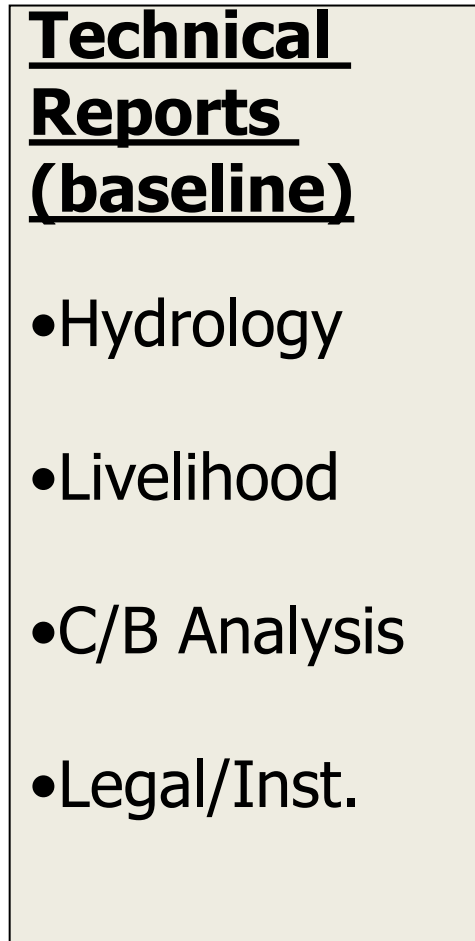 Technical
Reports
(baseline)
•Hydrology
•Livelihood
•C/B Analysis
•Legal/Inst.